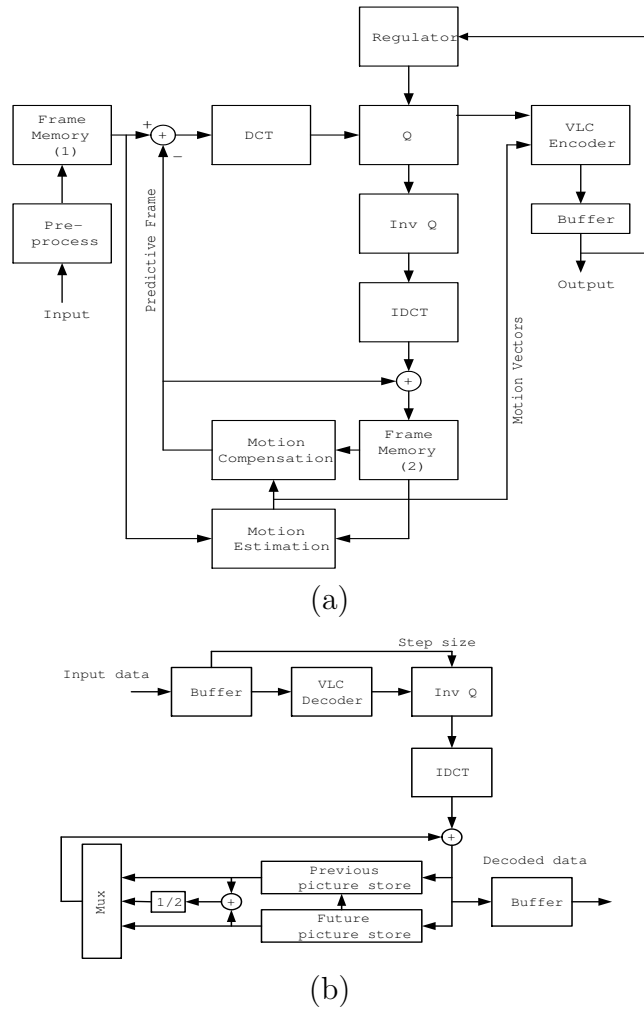 Regulator
Frame
Memory
(1)
+
+
−
DCT
Q
VLC
Encoder
Pre−
process
Predictive Frame
Inv Q
Buffer
Input
IDCT
Output
Motion Vectors
+
Motion
Compensation
Frame
Memory
(2)
Motion
Estimation
(a)
Step size
Input data
Buffer
VLC
Decoder
Inv Q
IDCT
+
Decoded data
Mux
Previous
picture store
1/2
+
Buffer
Future
picture store
(b)